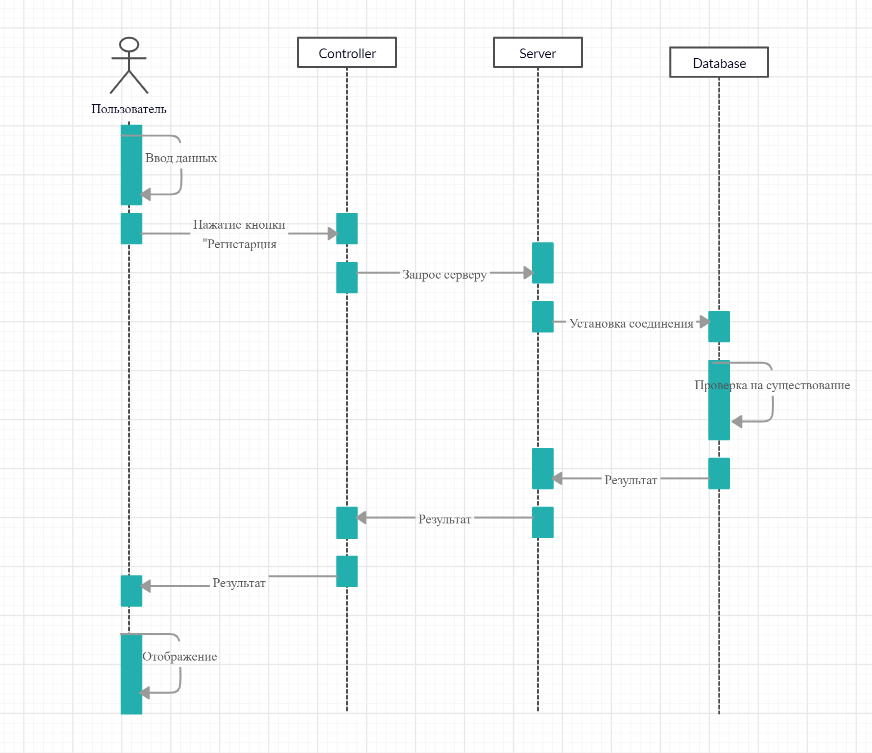 Controller
Server
Database
Пользователь
Ввод данных
Нажатие кнопки
"Регистарция
Запрос серверу
Установка соединения
Проверка на существование
Результат
Результат
Результат
Отображение